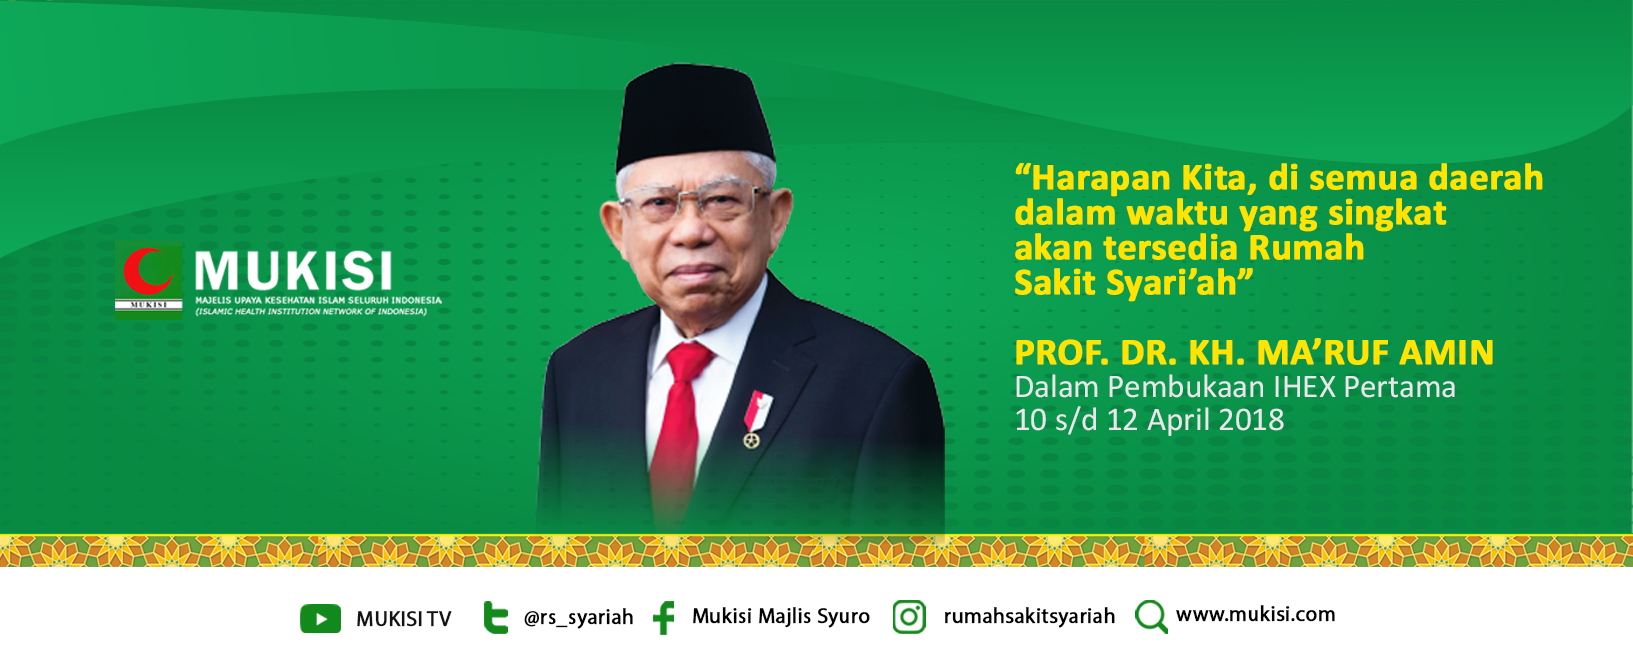 MUKISI
MUKISI
MAJELIS UPAYA KESEHATAN ISLAM SELURUH INDONESIA
(ISLAMIC HEALTH INSTITUTION NETWORK OF INDONESIA)
“Harapan Kita, di semua daerah
dalam waktu yang singkat
akan tersedia Rumah
Sakit Syari’ah”
PROF. DR. KH. MA’RUF AMIN
Dalam Pembukaan IHEX Pertama
10 s/d 12 April 2018
MUKISI TV
@rs_syariah
Mukisi Majlis Syuro
rumahsakitsyariah
www.mukisi.com